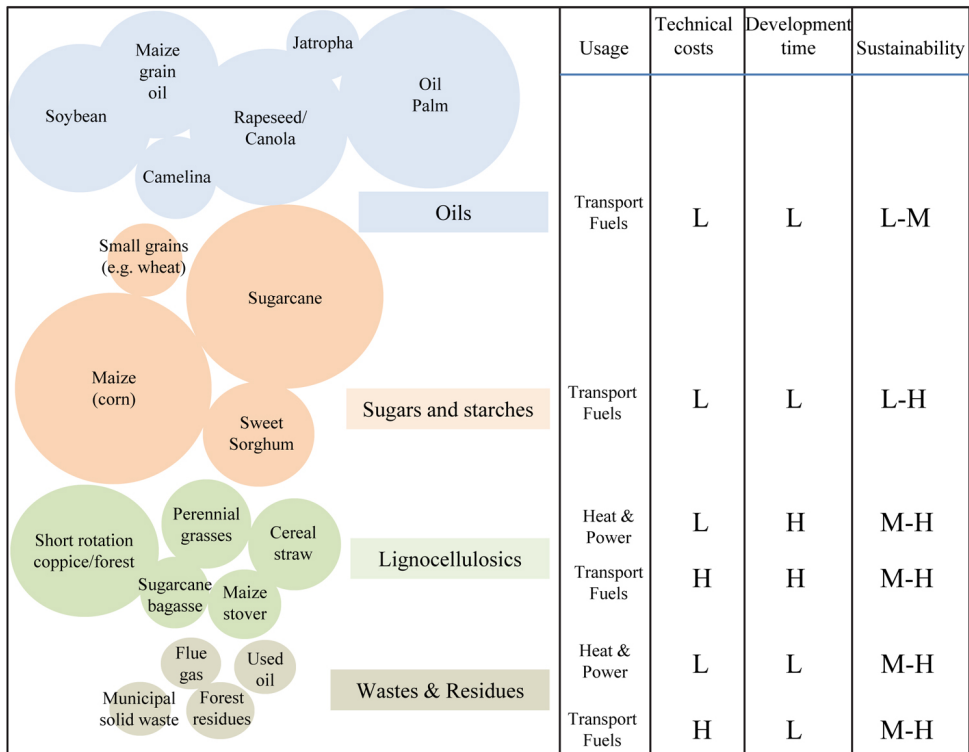 Usage
Technical
costs
Development
time
Sustainability
Soybean
Maize
grain
oil
Jatropha
Rapeseed/
Canola
Oil
Palm
Camelina
Oils
Transport
Fuels
L
L
L-M
Small grains
(e.g. wheat)
Sugarcane
Maize
(corn)
Sweet
Sorghum
Sugars and starches
Transport
Fuels
L
L
L-H
Short rotation
coppice/forest
Perennial
grasses
Cereal
straw
Sugarcane
bagasse
Maize
stover
Lignocellulosics
Heat &
Power
L
H
M-H
Transport
Fuels
H
H
M-H
Flue
gas
Used
oil
Municipal
solid waste
Forest
residues
Wastes & Residues
Heat &
Power
L
L
M-H
Transport
Fuels
H
L
M-H